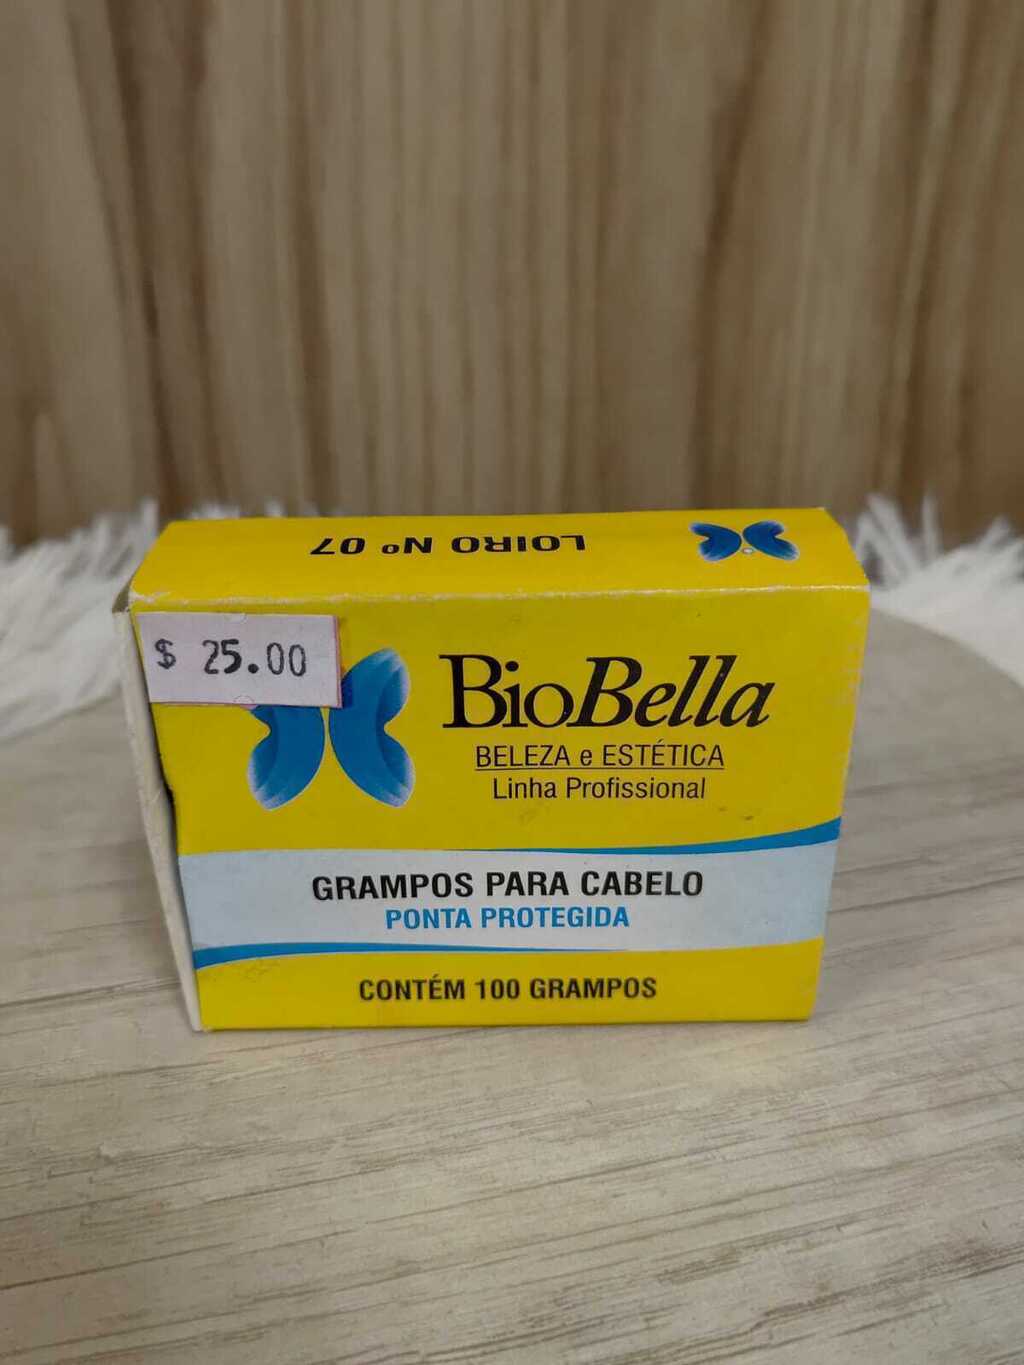 LOIRO Nº 07
$ 25.00
BioBella
BELEZA e ESTÉTICA
Linha Profissional
GRAMPOS PARA CABELO
PONTA PROTEGIDA
CONTÉM 100 GRAMPOS